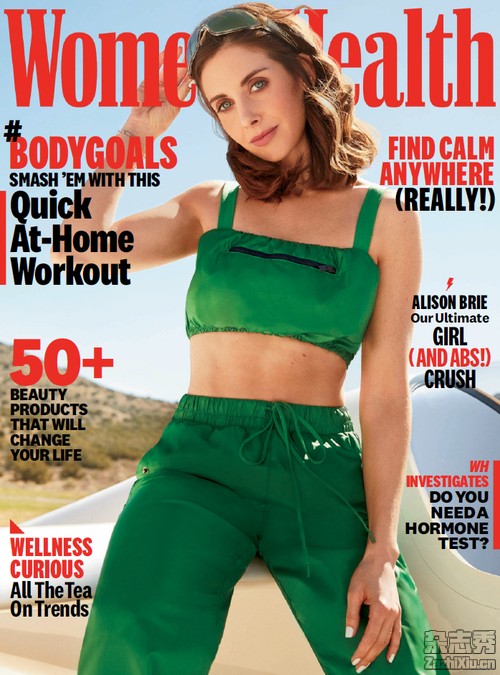 Women's Health
#
BODYGOALS
SMASH 'EM WITH THIS
Quick
At-Home
Workout
FIND CALM
ANYWHERE
(REALLY!)
ALISON BRIE
Our Ultimate
GIRL
(AND ABS!)
CRUSH
50+
BEAUTY
PRODUCTS
THAT WILL
CHANGE
YOUR LIFE
WH
INVESTIGATES
DO YOU
NEED A
HORMONE
TEST?
WELLNESS
CURIOUS
All The Tea
On Trends
杂志秀
ZaZhiXiu.cn